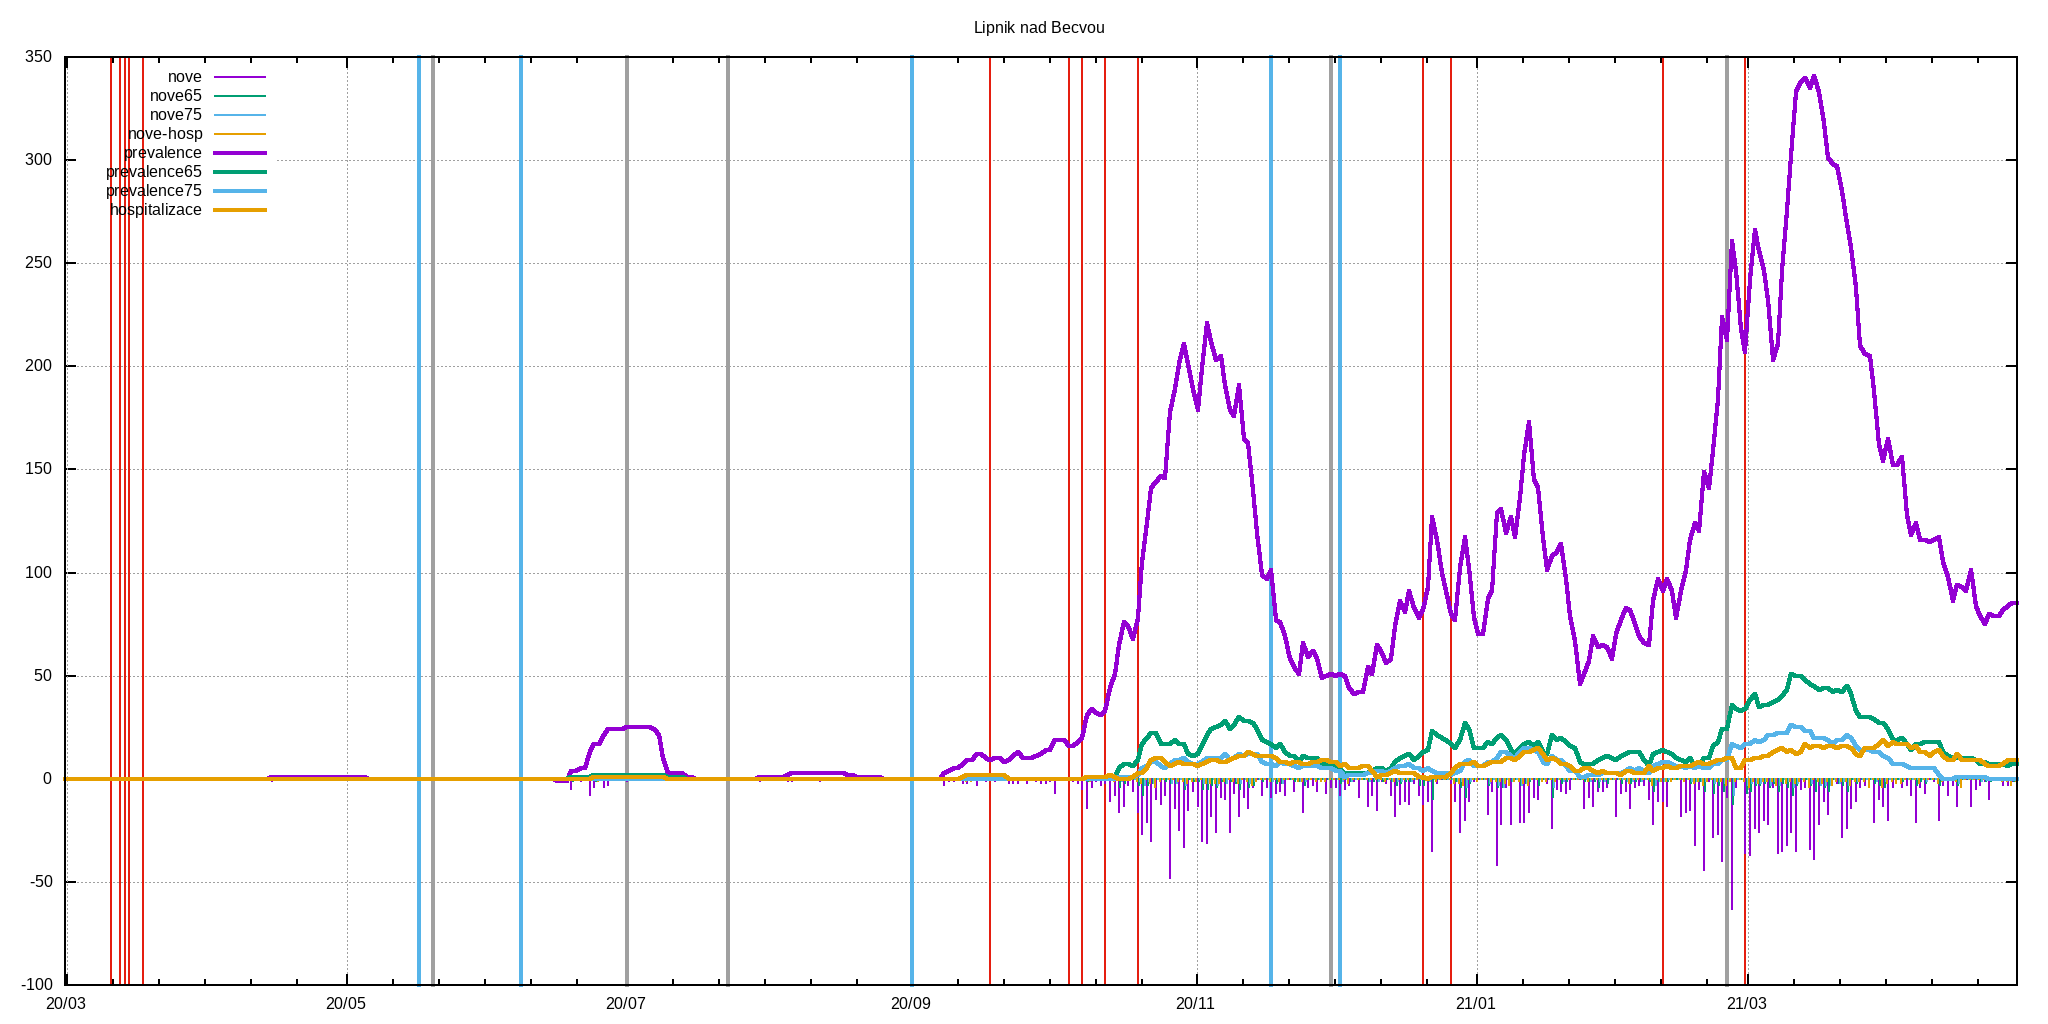 Lipnik nad Becvou
350
300
250
200
150
100
50
0
-50
-100
nove
nove65
nove75
nove-hosp
prevalence
prevalence65
prevalence75
hospitalizace
20/03 20/05 20/07 20/09 20/11 21/01 21/03